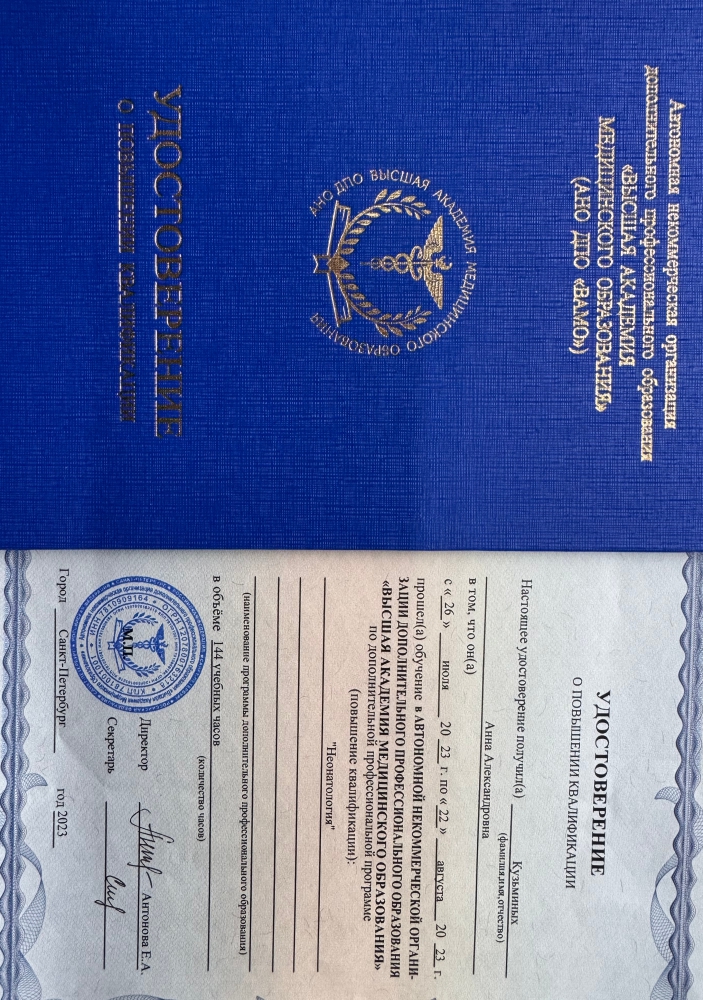 Автономная некоммерческая организация
дополнительного профессионального образования
«ВЫСШАЯ АКАДЕМИЯ
МЕДИЦИНСКОГО ОБРАЗОВАНИЯ»
(АНО ДПО «ВАМО»)
АНО ДПО ВЫСШАЯ АКАДЕМИЯ МЕДИЦИНСКОГО ОБРАЗОВАНИЯ
УДОСТОВЕРЕНИЕ
О ПОВЫШЕНИИ КВАЛИФИКАЦИИ
УДОСТОВЕРЕНИЕ
О ПОВЫШЕНИИ КВАЛИФИКАЦИИ
Настоящее удостоверение получил(а) Кузьминых
(фамилия,имя,отчество)
Анна Александровна
в том, что он(а)
с « 26 » июля 20 23 г. по « 22 » августа 20 23 г.
прошел(а) обучение в АВТОНОМНОЙ НЕКОММЕРЧЕСКОЙ ОРГАНИ-
ЗАЦИИ ДОПОЛНИТЕЛЬНОГО ПРОФЕССИОНАЛЬНОГО ОБРАЗОВАНИЯ
«ВЫСШАЯ АКАДЕМИЯ МЕДИЦИНСКОГО ОБРАЗОВАНИЯ»
по дополнительной профессиональной программе
(повышение квалификации):
"Неонатология"
(наименование программы дополнительного профессионального образования)
в объёме 144 учебных часов
(количество часов)
М.П.
ИНН 7810909164
Директор Антонова Е.А.
Секретарь
Город Санкт-Петербург год 2023